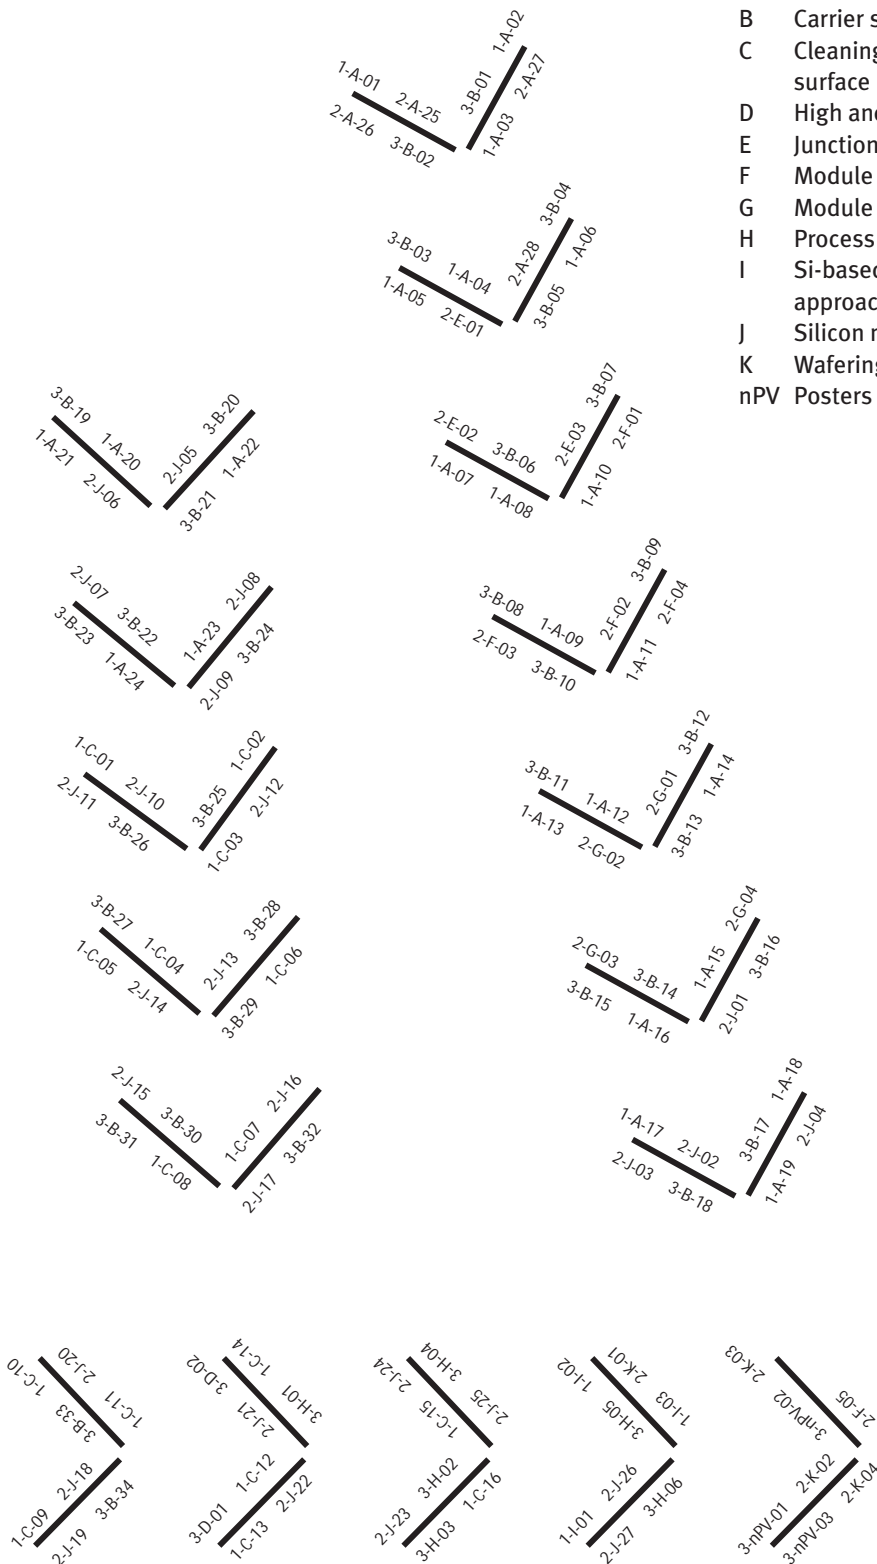 B Carrier s
C Cleaning
surface
D High and
E Junction
F Module
G Module
H Process
I Si-based
approac
J Silicon n
K Wafering
nPV Posters
1-A-01 2-A-25
2-A-26 3-B-02
3-B-01 1-A-02
1-A-03 2-A-27
3-B-03 1-A-04
1-A-05 2-E-01
2-A-28 3-B-04
3-B-05 1-A-06
2-E-02 3-B-06
1-A-07 1-A-08
2-E-03 3-B-07
1-A-10 2-F-01
3-B-08 1-A-09
2-F-03 3-B-10
2-F-02 3-B-09
1-A-11 2-F-04
3-B-11 1-A-12
1-A-13 2-G-02
2-G-01 3-B-12
3-B-13 1-A-14
2-G-03 3-B-14
3-B-15 1-A-16
1-A-15 2-G-04
2-J-01 3-B-16
1-A-17 2-J-02
2-J-03 3-B-18
3-B-17 1-A-18
1-A-19 2-J-04
3-B-19 1-A-20
1-A-21 2-J-06
2-J-05 3-B-20
3-B-21 1-A-22
2-J-07 3-B-22
3-B-23 1-A-24
1-A-23 2-J-08
2-J-09 3-B-24
1-C-01 2-J-10
2-J-11 3-B-26
3-B-25 1-C-02
1-C-03 2-J-12
3-B-27 1-C-04
1-C-05 2-J-14
2-J-13 3-B-28
3-B-29 1-C-06
2-J-15 3-B-30
3-B-31 1-C-08
1-C-07 2-J-16
2-J-17 3-B-32
1-C-11 2-J-20
3-B-33 1-C-10
1-C-09 2-J-18
2-J-19 3-B-34
3-H-01 1-C-14
2-J-21 3-D-02
3-D-01 1-C-12
1-C-13 2-J-22
2-J-25 3-H-04
1-C-15 2-J-24
2-J-23 3-H-02
3-H-03 1-C-16
1-I-03 2-K-01
3-H-05 1-I-02
1-I-01 2-J-26
2-J-27 3-H-06
2-F-05
3-nPV-02 2-K-03
3-nPV-01 2-K-02
3-nPV-03 2-K-04